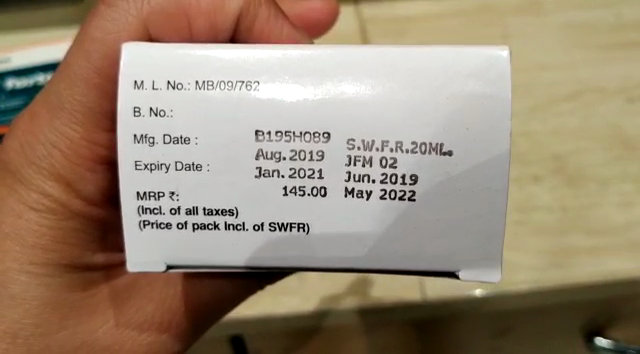 M. L. No.: MB/09/762
B. No.: B195H089 S.W.F.R.20ML.
Mfg. Date : Aug.2019 JFM 02
Expiry Date : Jan.2021 Jun.2019
MRP ₹: 145.00 May 2022
(Incl. of all taxes)
(Price of pack Incl. of SWFR)